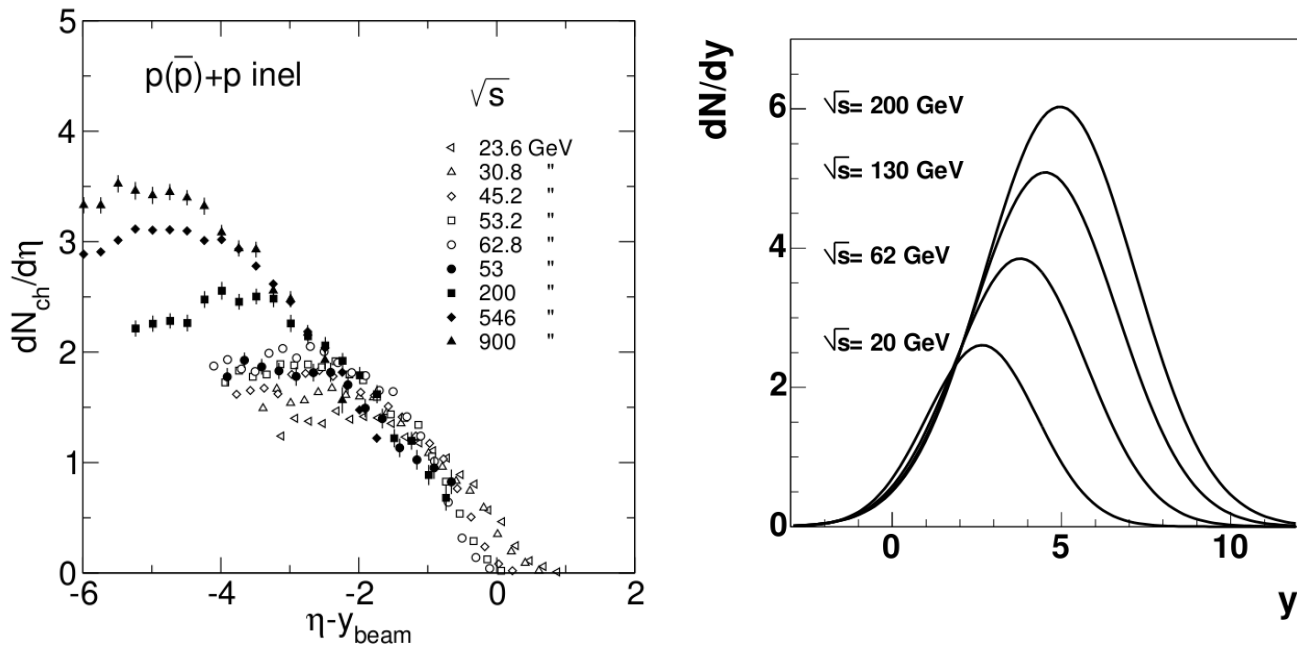 p(p̅)+p inel
√s
23.6 GeV
30.8 "
45.2 "
53.2 "
62.8 "
53 "
200 "
546 "
900 "
5
4
3
2
1
0
dN_ch/dη
-6 -4 -2 0 2
η-y_beam
dN/dy
6
4
2
0
√s= 200 GeV
√s= 130 GeV
√s= 62 GeV
√s= 20 GeV
0 5 10
y